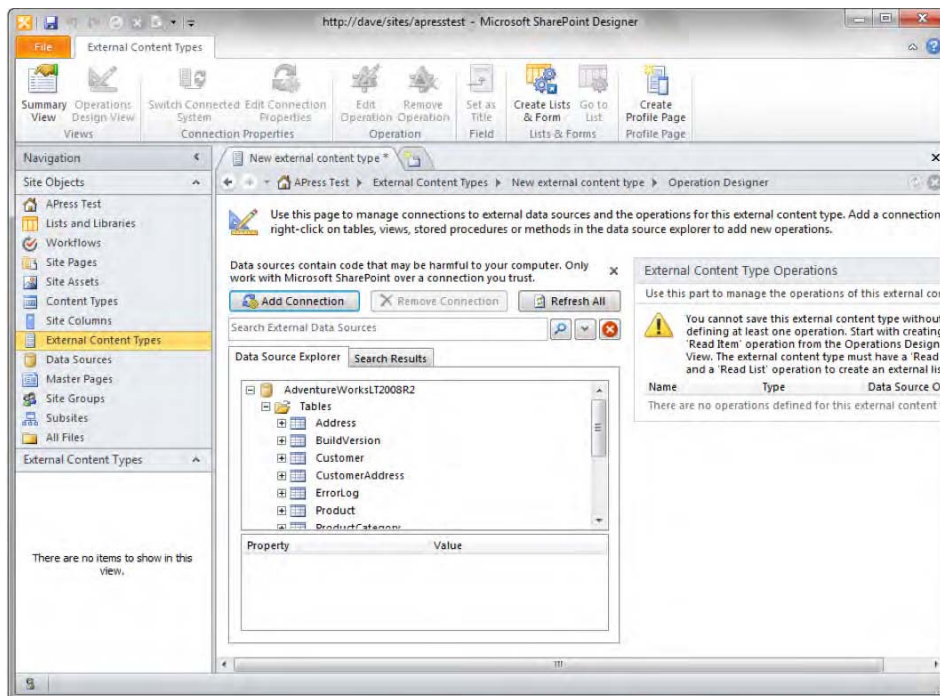 http://dave/sites/apresstest - Microsoft SharePoint Designer
File External Content Types
Summary View
Operations Design View
Views
Switch Connected System
Edit Connection Properties
Connection Properties
Edit Operation
Remove Operation
Operation
Set as Title
Field
Create Lists & Form
Go to List
Lists & Forms
Create Profile Page
Profile Page
Navigation
Site Objects
APress Test
Lists and Libraries
Workflows
Site Pages
Site Assets
Content Types
Site Columns
External Content Types
Data Sources
Master Pages
Site Groups
Subsites
All Files
External Content Types
There are no items to show in this
view.
New external content type *
APress Test External Content Types New external content type Operation Designer
Use this page to manage connections to external data sources and the operations for this external content type. Add a connection
right-click on tables, views, stored procedures or methods in the data source explorer to add new operations.
Data sources contain code that may be harmful to your computer. Only
work with Microsoft SharePoint over a connection you trust.
Add Connection Remove Connection Refresh All
Search External Data Sources
Data Source Explorer Search Results
AdventureWorksLT2008R2
Tables
Address
BuildVersion
Customer
CustomerAddress
ErrorLog
Product
ProductCategory
Property Value
External Content Type Operations
Use this part to manage the operations of this external
You cannot save this external content type without
defining at least one operation. Start with creating
'Read Item' operation from the Operations Design
View. The external content type must have a 'Read
and a 'Read List' operation to create an external
Name Type Data Source O
There are no operations defined for this external content